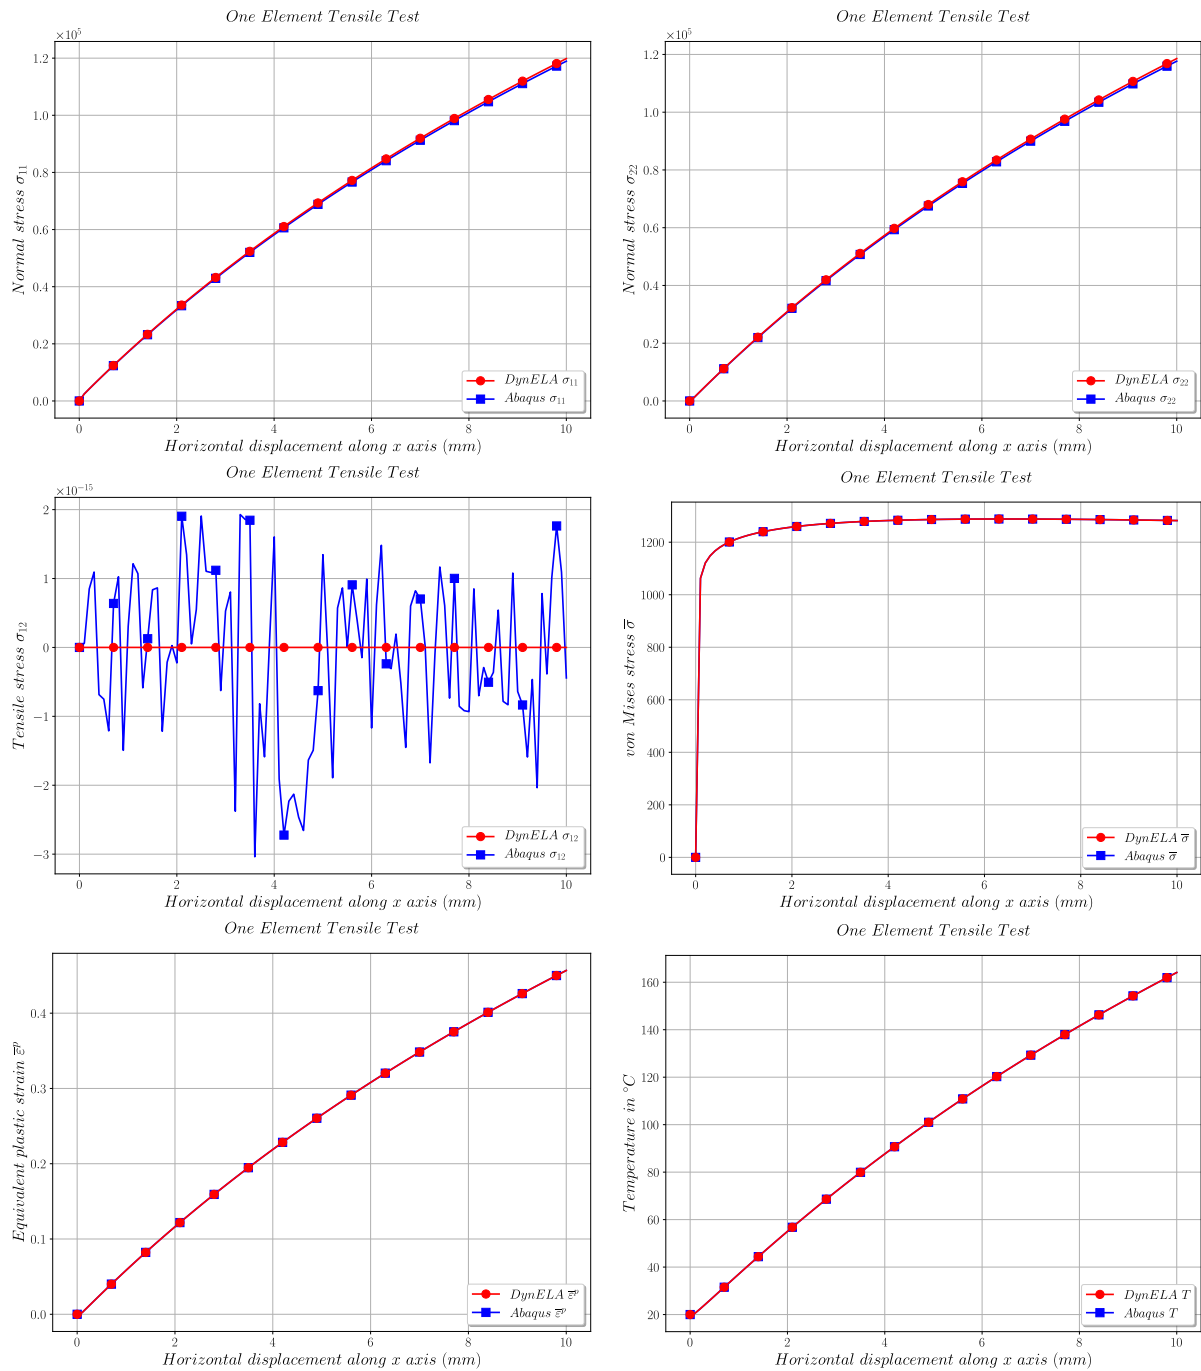 One Element Tensile Test
×10⁵
1.2
1.0
0.8
0.6
0.4
0.2
0.0
Normal stress σ₁₁
DynELA σ₁₁
Abaqus σ₁₁
0 2 4 6 8 10
Horizontal displacement along x axis (mm)
One Element Tensile Test
×10⁵
1.2
1.0
0.8
0.6
0.4
0.2
0.0
Normal stress σ₂₂
DynELA σ₂₂
Abaqus σ₂₂
0 2 4 6 8 10
Horizontal displacement along x axis (mm)
One Element Tensile Test
×10⁻¹⁵
2
1
0
−1
−2
−3
Tensile stress σ₁₂
DynELA σ₁₂
Abaqus σ₁₂
0 2 4 6 8 10
Horizontal displacement along x axis (mm)
One Element Tensile Test
1200
1000
800
600
400
200
0
von Mises stress σ̅
DynELA σ̅
Abaqus σ̅
0 2 4 6 8 10
Horizontal displacement along x axis (mm)
One Element Tensile Test
0.4
0.3
0.2
0.1
0.0
Equivalent plastic strain ε̅ᵖ
DynELA ε̅ᵖ
Abaqus ε̅ᵖ
0 2 4 6 8 10
Horizontal displacement along x axis (mm)
One Element Tensile Test
160
140
120
100
80
60
40
20
Temperature in °C
DynELA T
Abaqus T
0 2 4 6 8 10
Horizontal displacement along x axis (mm)